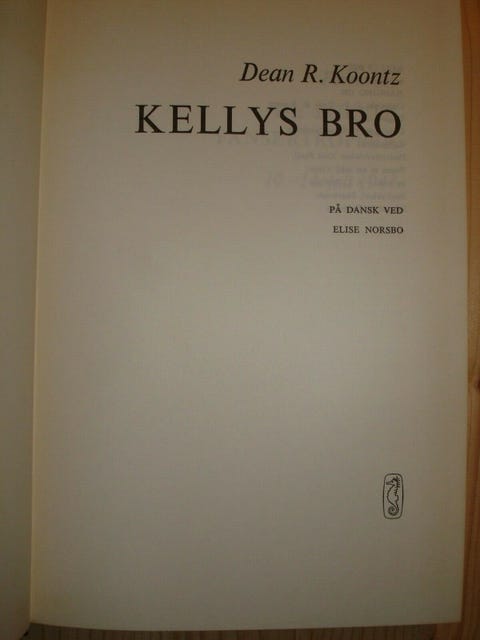 Dean R. Koontz
KELLYS BRO
PÅ DANSK VED
ELISE NORSBO